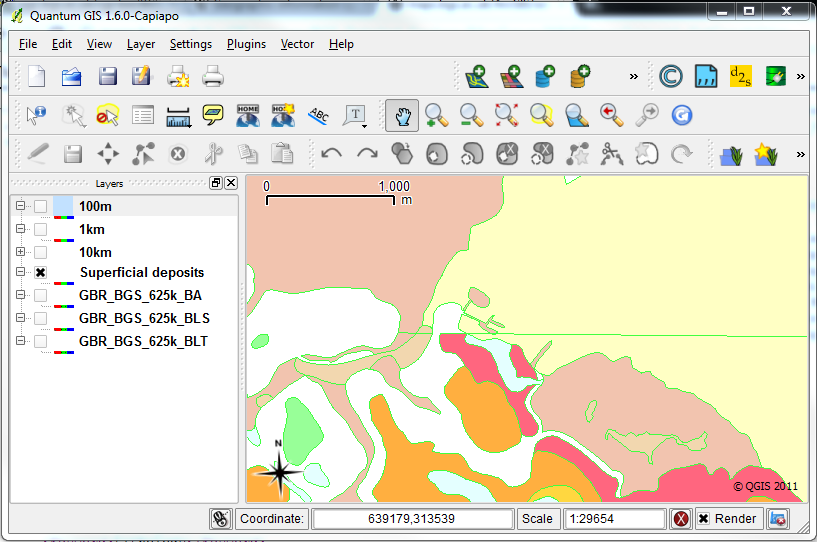 Quantum GIS 1.6.0-Capiapo
File Edit View Layer Settings Plugins Vector Help
» d2s »
HOME HOME ABC T
»
Layers
0 1,000
m
100m
1km
10km
Superficial deposits
GBR_BGS_625k_BA
GBR_BGS_625k_BLS
GBR_BGS_625k_BLT
N
© QGIS 2011
Coordinate: 639179,313539 Scale 1:29654 Render